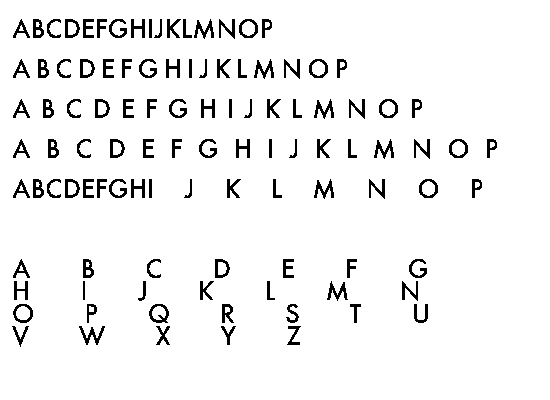 ABCDEFGHIJKLMNOP
A B C D E F G H I J K L M N O P
A B C D E F G H I J K L M N O P
A B C D E F G H I J K L M N O P
ABCDEFGHI J K L M N O P
A B C D E F G
H I J K L M N
O P Q R S T U
V W X Y Z